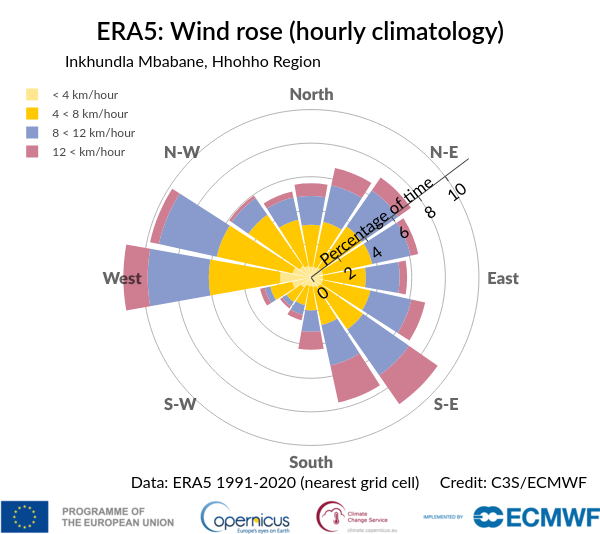 ERA5: Wind rose (hourly climatology)
Inkhundla Mbabane, Hhohho Region
< 4 km/hour
4 < 8 km/hour
8 < 12 km/hour
12 < km/hour
North
N-W
N-E
Percentage of time
10
8
6
4
2
0
West
East
S-W
S-E
South
Data: ERA5 1991-2020 (nearest grid cell) Credit: C3S/ECMWF
PROGRAMME OF
THE EUROPEAN UNION
opernicus
Europe's eyes on Earth
Climate
Change Service
climate.copernicus.eu
IMPLEMENTED BY
ECMWF